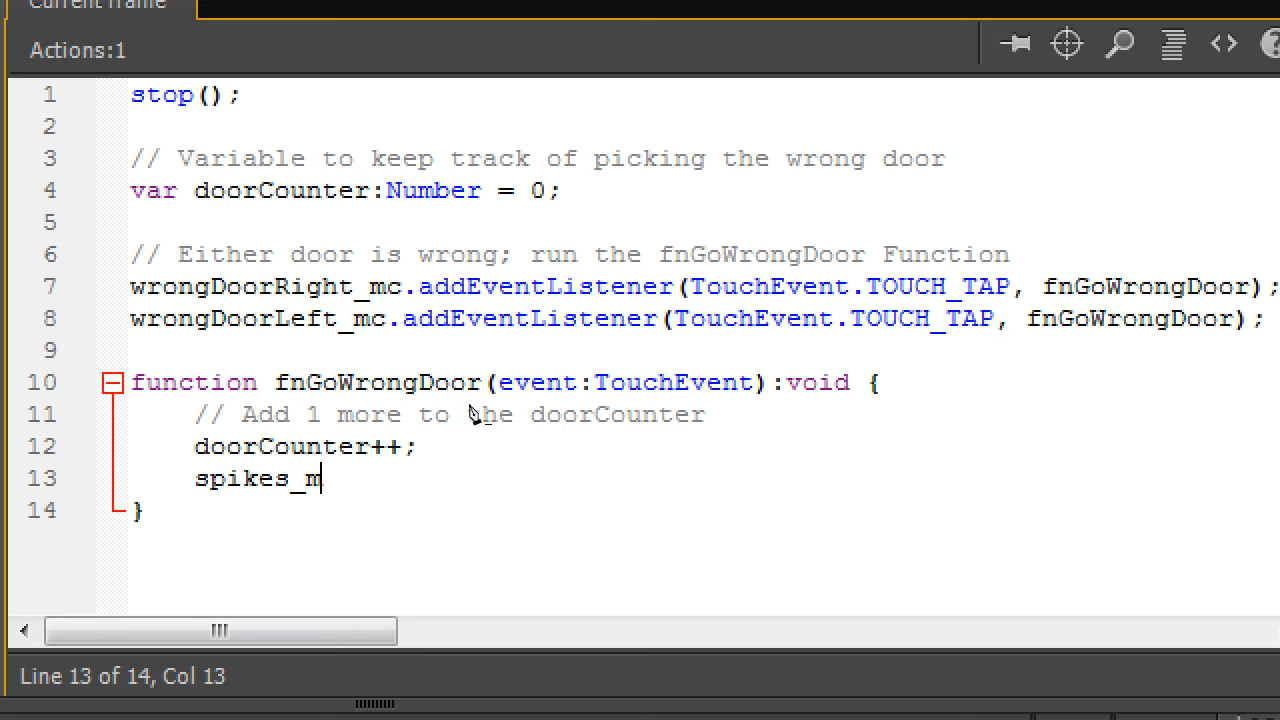 Current frame
Actions:1
1 stop();
2
3 // Variable to keep track of picking the wrong door
4 var doorCounter:Number = 0;
5
6 // Either door is wrong; run the fnGoWrongDoor Function
7 wrongDoorRight_mc.addEventListener(TouchEvent.TOUCH_TAP, fnGoWrongDoor);
8 wrongDoorLeft_mc.addEventListener(TouchEvent.TOUCH_TAP, fnGoWrongDoor);
9
10 function fnGoWrongDoor(event:TouchEvent):void {
11 // Add 1 more to the doorCounter
12 doorCounter++;
13 spikes_m
14 }
Line 13 of 14, Col 13